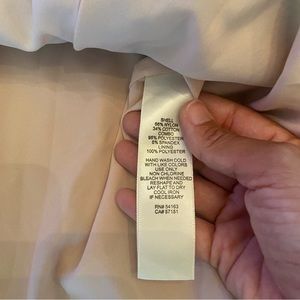 SHELL
66% NYLON
34% COTTON
COMBO
95% POLYESTER
5% SPANDEX
LINING
100% POLYESTER
HAND WASH COLD
WITH LIKE COLORS
USE ONLY
NON CHLORINE
BLEACH WHEN NEEDED
RESHAPE AND
LAY FLAT TO DRY
COOL IRON
IF NECESSARY
RN# 54163
CA# 57151